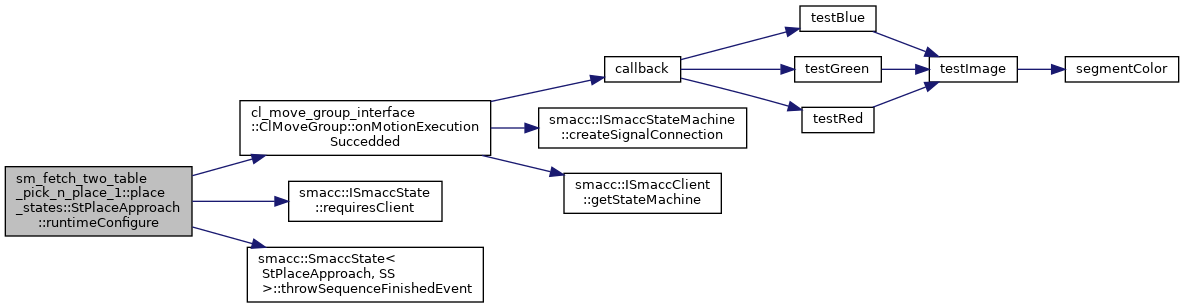 sm_fetch_two_table
_pick_n_place_1::place
_states::StPlaceApproach
::runtimeConfigure
cl_move_group_interface
::ClMoveGroup::onMotionExecution
Succedded
callback
testBlue
testGreen
testRed
testImage
segmentColor
smacc::ISmaccStateMachine
::createSignalConnection
smacc::ISmaccClient
::getStateMachine
smacc::ISmaccState
::requiresClient
smacc::SmaccState<
StPlaceApproach, SS
>::throwSequenceFinishedEvent